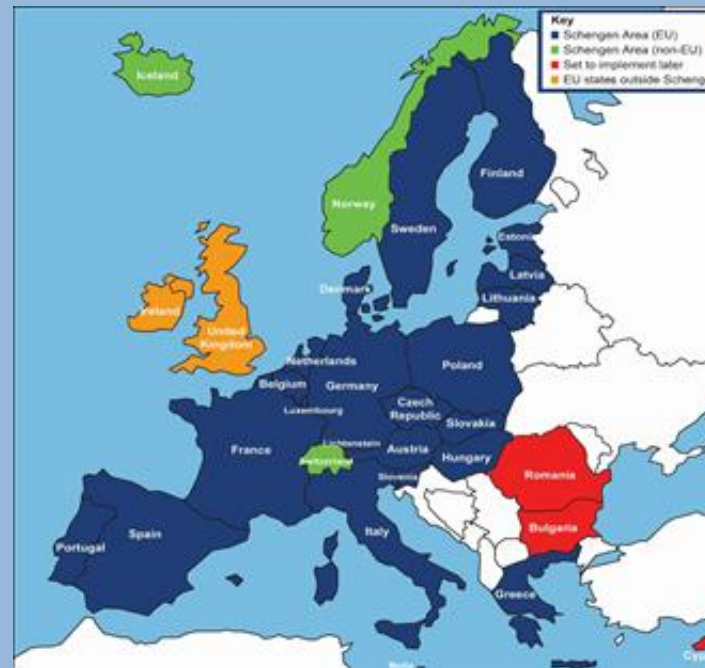 Key
Schengen Area (EU)
Schengen Area (non-EU)
Set to implement later
EU states outside Scheng
Iceland
Finland
Norway
Sweden
Estonia
Latvia
Denmark
Lithuania
Ireland
United
Kingdom
Netherlands
Poland
Belgium
Germany
Czech
Republic
Luxembourg
Slovakia
Lichtenstein
Austria
France
Switzerland
Hungary
Slovenia
Romania
Bulgaria
Portugal
Spain
Italy
Greece
Cyp